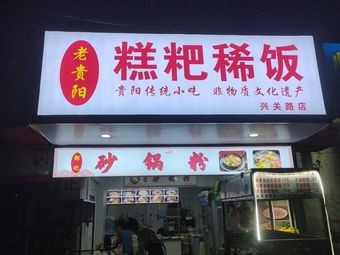 老贵阳
糕粑稀饭
贵阳传统小吃 非物质文化遗产
兴关路店
砂锅粉